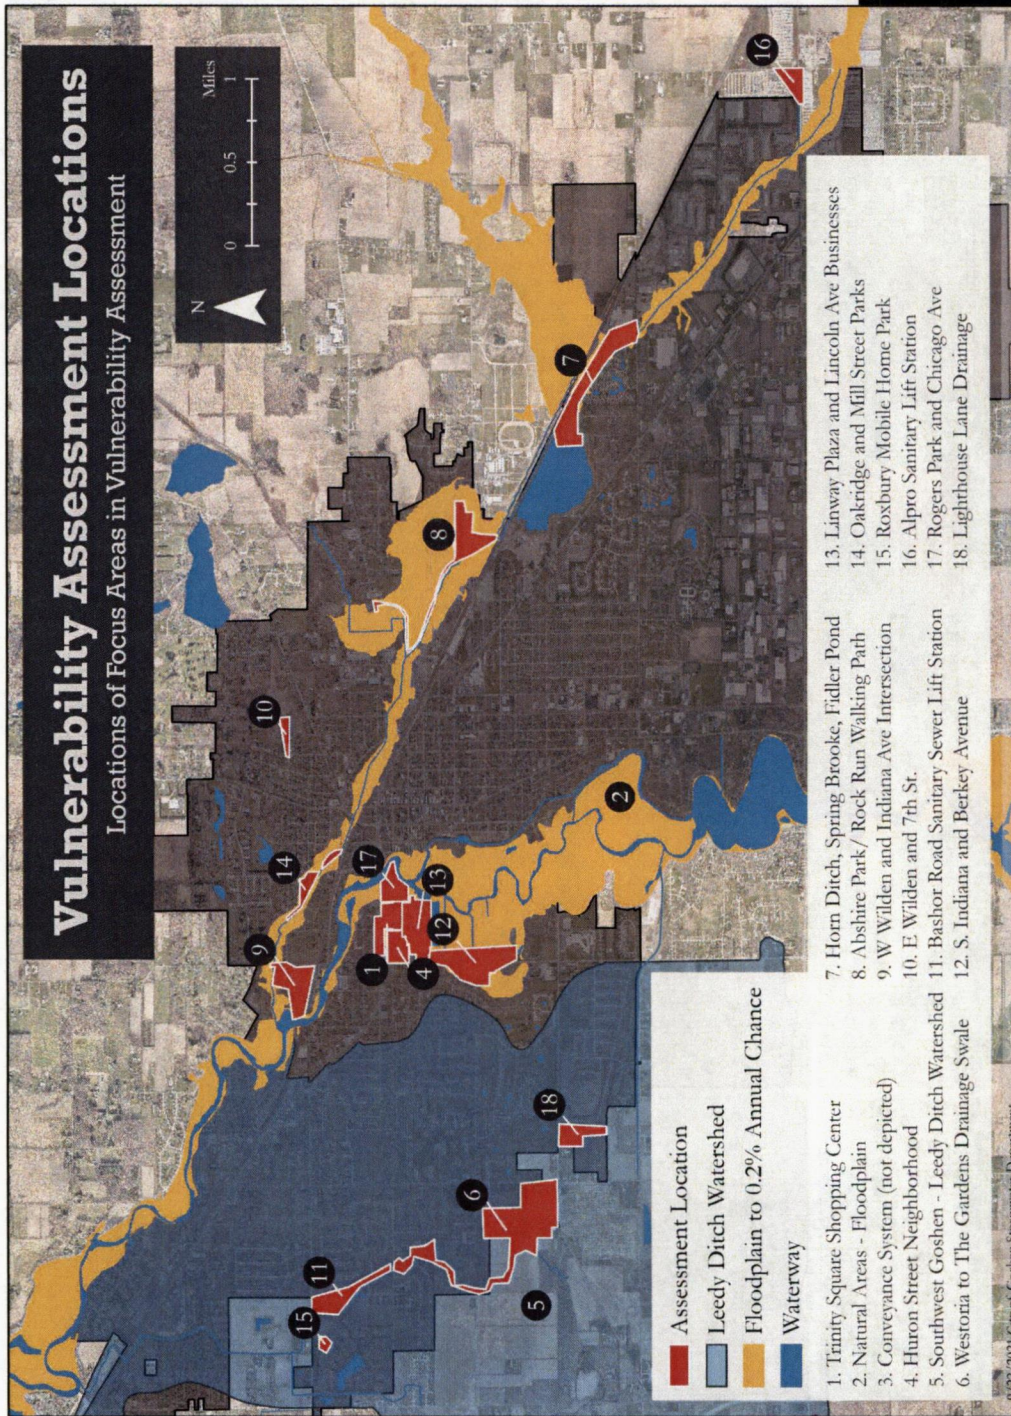 Vulnerability Assessment Locations
Locations of Focus Areas in Vulnerability Assessment
N
Miles
0
0.5
1
16
7
8
10
14
9
17
2
1
13
4
12
18
6
11
15
5
Assessment Location
Leedy Ditch Watershed
Floodplain to 0.2% Annual Chance
Waterway
1. Trinity Square Shopping Center
2. Natural Areas - Floodplain
3. Conveyance System (not depicted)
4. Huron Street Neighborhood
5. Southwest Goshen - Leedy Ditch Watershed
6. Westoria to The Gardens Drainage Swale
7. Horn Ditch, Spring Brooke, Fidler Pond
8. Abshire Park/ Rock Run Walking Path
9. W Wilden and Indiana Ave Intersection
10. E Wilden and 7th St.
11. Bashor Road Sanitary Sewer Lift Station
12. S. Indiana and Berkey Avenue
13. Linway Plaza and Lincoln Ave Businesses
14. Oakridge and Mill Street Parks
15. Roxbury Mobile Home Park
16. Alpro Sanitary Lift Station
17. Rogers Park and Chicago Ave
18. Lighthouse Lane Drainage